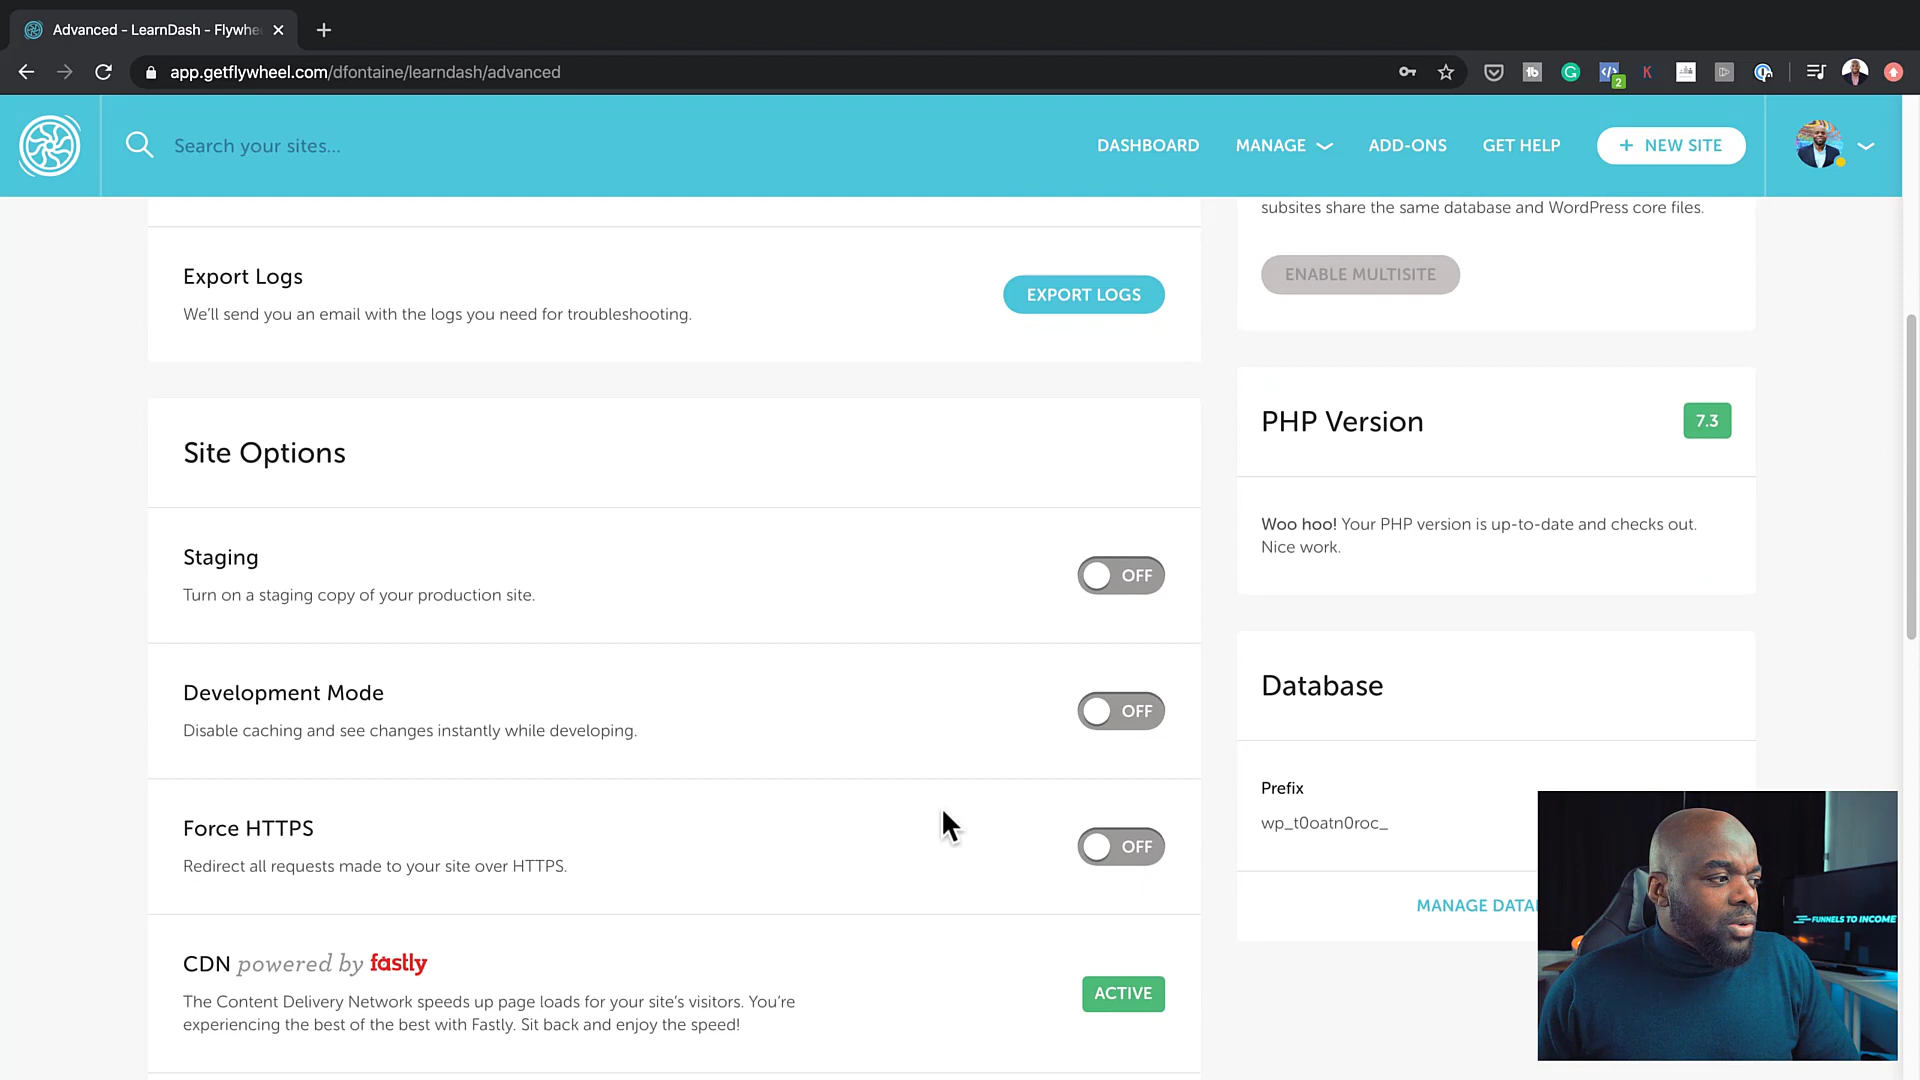 Advanced - LearnDash - Flywhe
app.getflywheel.com/dfontaine/learndash/advanced
2
Search your sites...
DASHBOARD
MANAGE
ADD-ONS
GET HELP
+ NEW SITE
subsites share the same database and WordPress core files.
ENABLE MULTISITE
Export Logs
We'll send you an email with the logs you need for troubleshooting.
EXPORT LOGS
Site Options
PHP Version
7.3
Woo hoo! Your PHP version is up-to-date and checks out.
Nice work.
Staging
Turn on a staging copy of your production site.
OFF
Development Mode
Disable caching and see changes instantly while developing.
OFF
Database
Prefix
wp_t0oatn0roc_
MANAGE DATA
Force HTTPS
Redirect all requests made to your site over HTTPS.
OFF
CDN powered by fastly
The Content Delivery Network speeds up page loads for your site's visitors. You're
experiencing the best of the best with Fastly. Sit back and enjoy the speed!
ACTIVE
FUNNELS TO INCOME